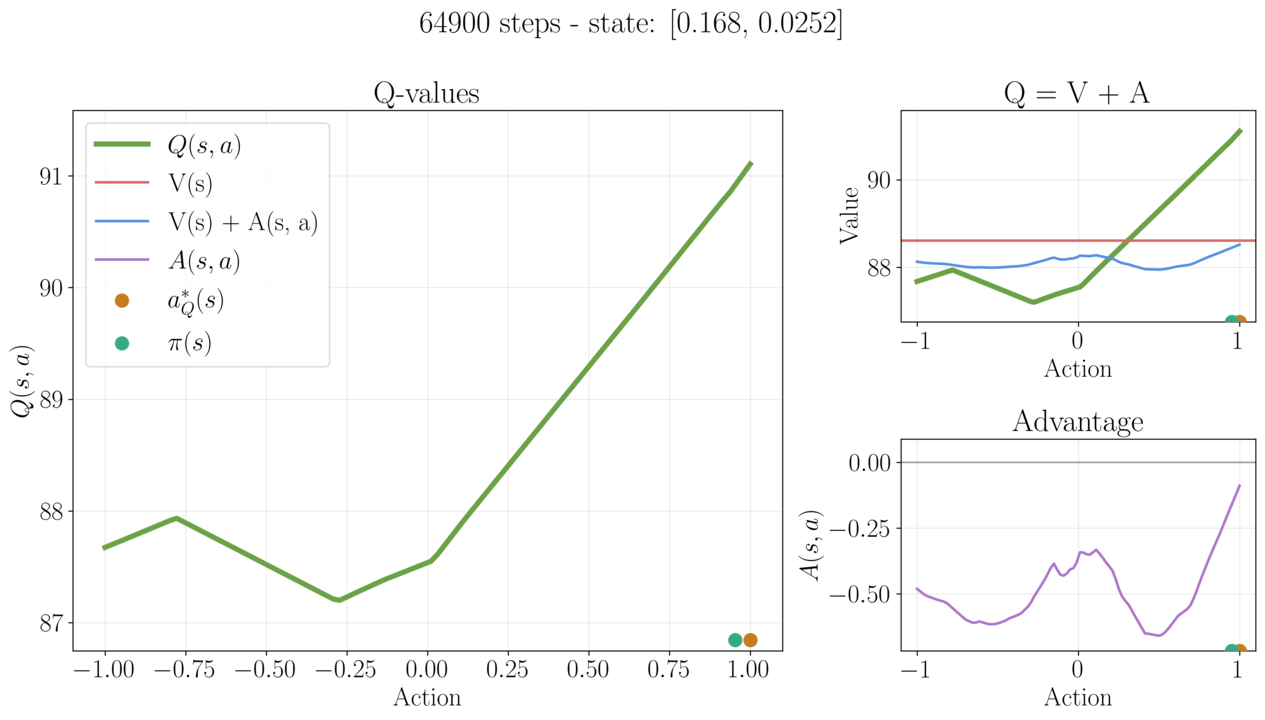 64900 steps - state: [0.168, 0.0252]
Q-values
Q(s, a)
91
90
89
88
87
Q(s, a)
V(s)
V(s) + A(s, a)
A(s, a)
a*Q(s)
π(s)
−1.00 −0.75 −0.50 −0.25 0.00 0.25 0.50 0.75 1.00
Action
Q = V + A
Value
90
88
−1 0 1
Action
Advantage
A(s, a)
0.00
−0.25
−0.50
−1 0 1
Action